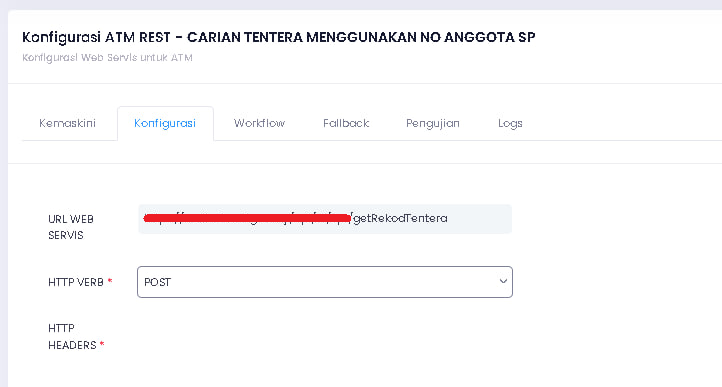 Konfigurasi ATM REST - CARIAN TENTERA MENGGUNAKAN NO ANGGOTA SP
Konfigurasi Web Servis untuk ATM
Kemaskini Konfigurasi Workflow Fallback Pengujian Logs
URL WEB SERVIS
/getRekodTentera
HTTP VERB *
POST
HTTP HEADERS *